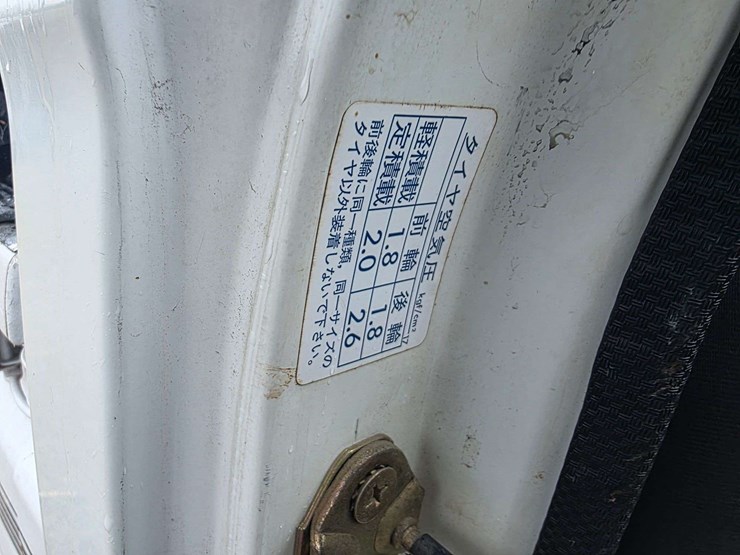 タイヤ空気圧 kgf/cm² 17
前輪 後輪
軽積載 1.8 1.8
定積載 2.0 2.6
前後輪に同一種類，同一サイズの
タイヤ以外装着しないで下さい。